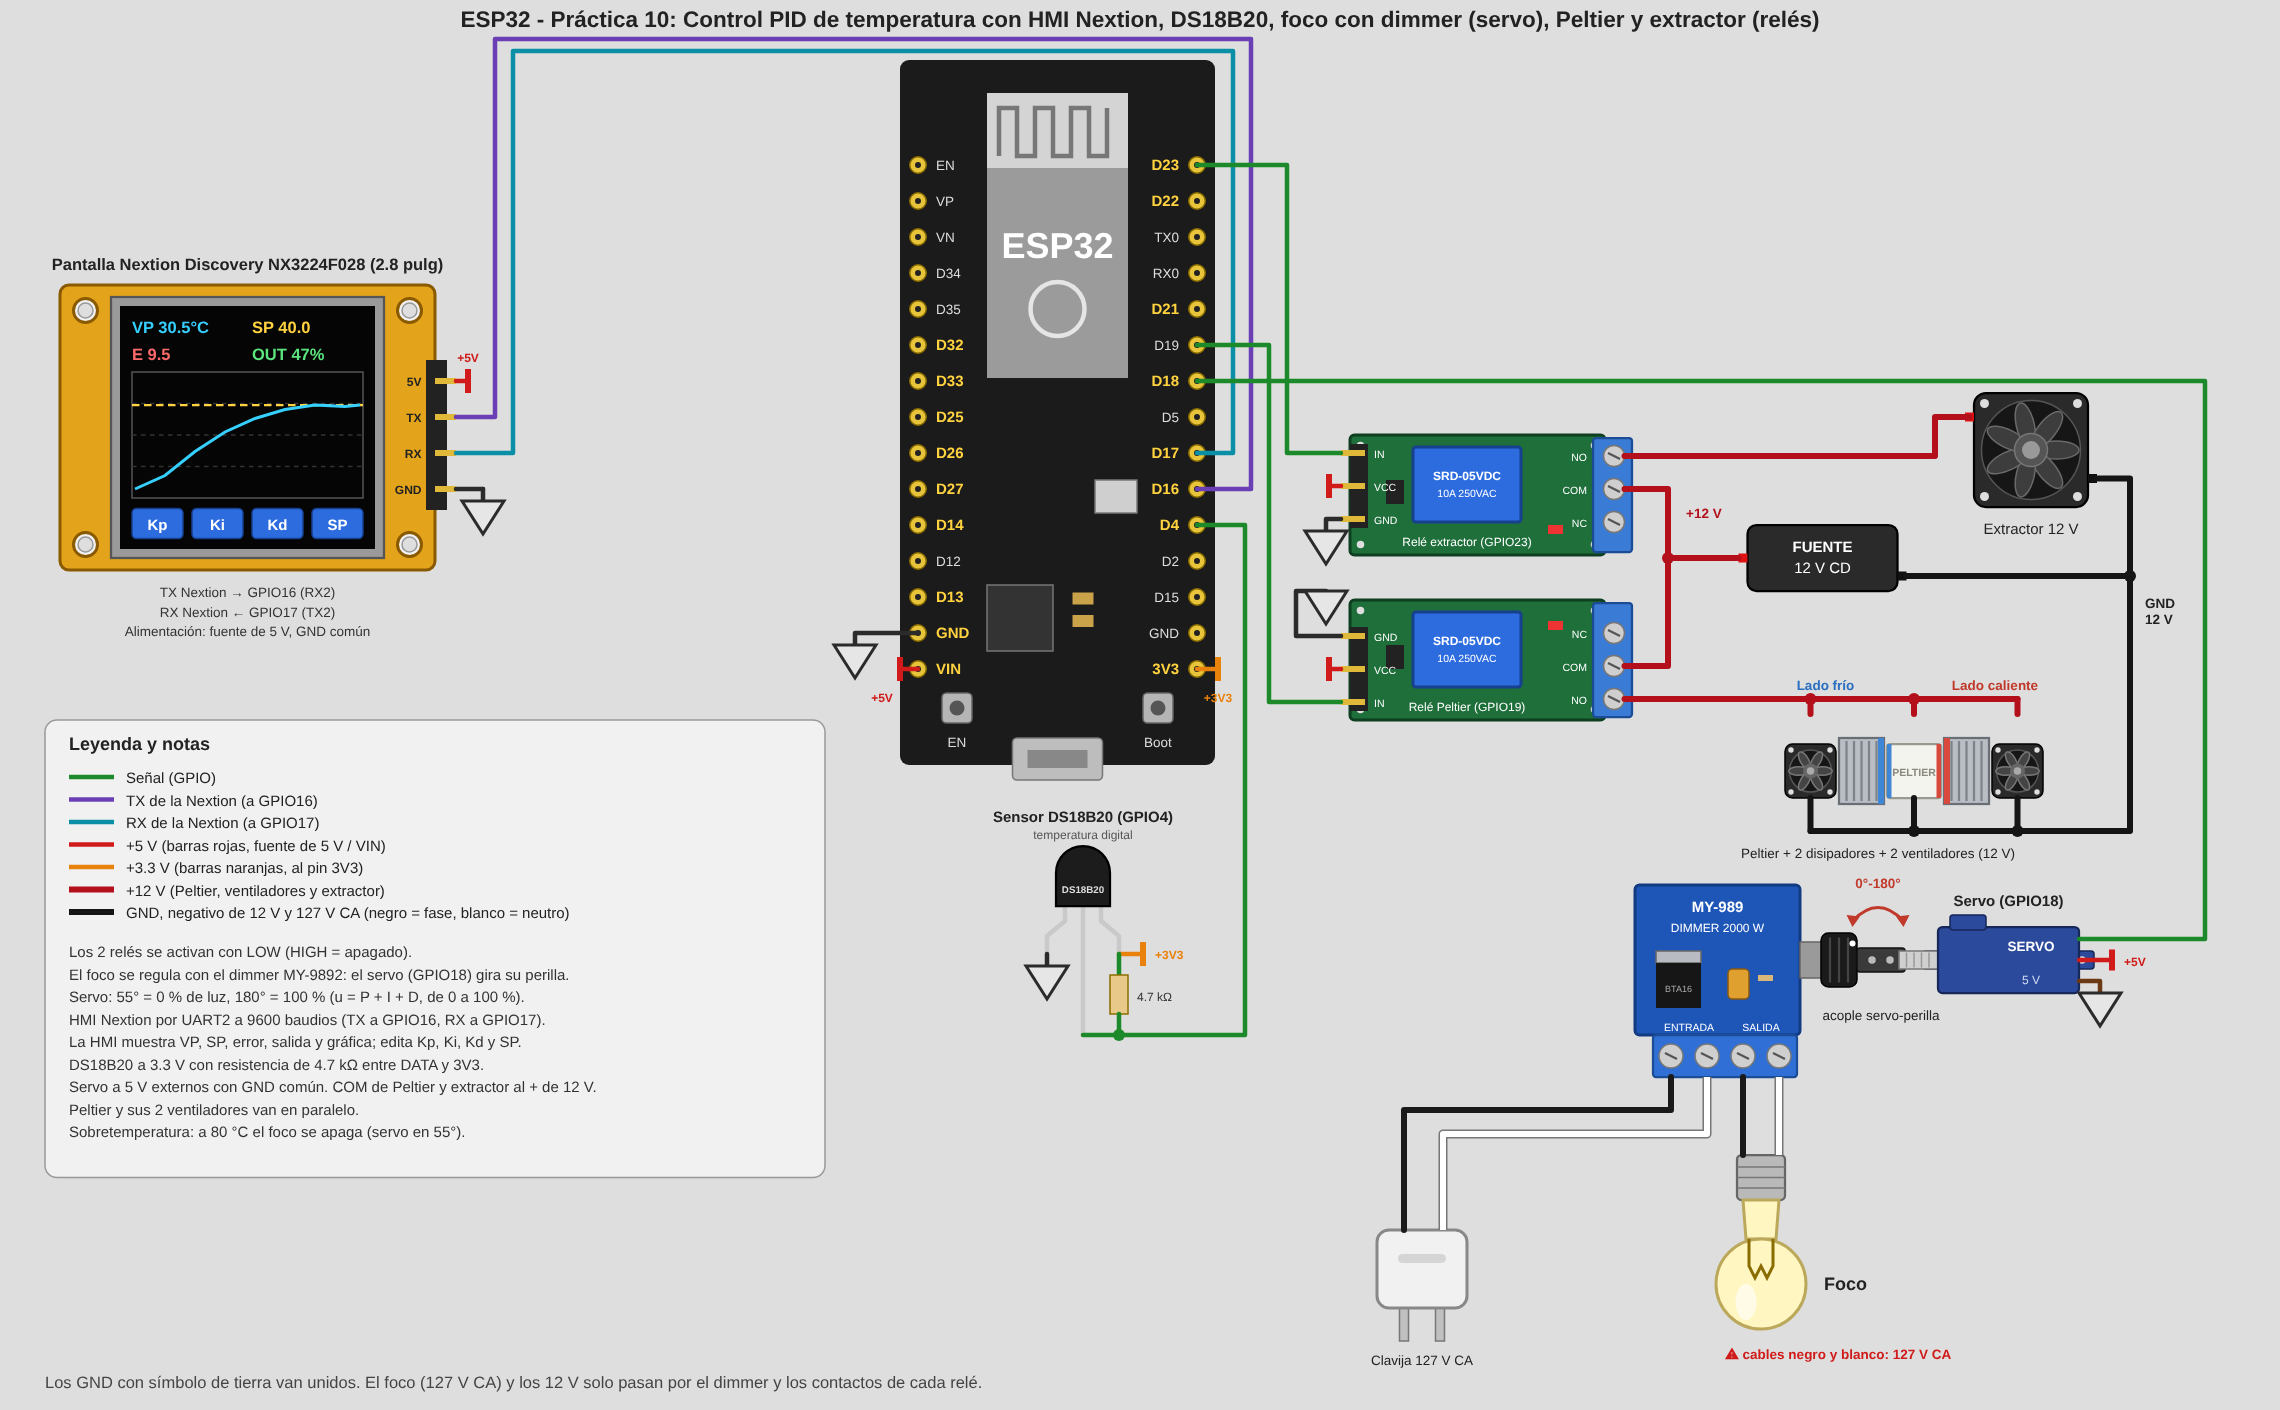 ESP32 - Práctica 10: Control PID de temperatura con HMI Nextion, DS18B20, foco con dimmer (servo), Peltier y extractor (relés)
Pantalla Nextion Discovery NX3224F028 (2.8 pulg)
VP 30.5°C SP 40.0
E 9.5 OUT 47%
Kp Ki Kd SP
+5V
5V
TX
RX
GND
TX Nextion → GPIO16 (RX2)
RX Nextion ← GPIO17 (TX2)
Alimentación: fuente de 5 V, GND común
ESP32
EN D23
VP D22
VN TX0
D34 RX0
D35 D21
D32 D19
D33 D18
D25 D5
D26 D17
D27 D16
D14 D4
D12 D2
D13 D15
GND GND
VIN 3V3
+5V +3V3
EN Boot
IN
VCC
GND
SRD-05VDC
10A 250VAC
NO
COM
NC
Relé extractor (GPIO23)
GND
VCC
IN
SRD-05VDC
10A 250VAC
NC
COM
NO
Relé Peltier (GPIO19)
+12 V
FUENTE
12 V CD
Extractor 12 V
GND
12 V
Lado frío Lado caliente
PELTIER
Peltier + 2 disipadores + 2 ventiladores (12 V)
Leyenda y notas
Señal (GPIO)
TX de la Nextion (a GPIO16)
RX de la Nextion (a GPIO17)
+5 V (barras rojas, fuente de 5 V / VIN)
+3.3 V (barras naranjas, al pin 3V3)
+12 V (Peltier, ventiladores y extractor)
GND, negativo de 12 V y 127 V CA (negro = fase, blanco = neutro)
Los 2 relés se activan con LOW (HIGH = apagado).
El foco se regula con el dimmer MY-9892: el servo (GPIO18) gira su perilla.
Servo: 55° = 0 % de luz, 180° = 100 % (u = P + I + D, de 0 a 100 %).
HMI Nextion por UART2 a 9600 baudios (TX a GPIO16, RX a GPIO17).
La HMI muestra VP, SP, error, salida y gráfica; edita Kp, Ki, Kd y SP.
DS18B20 a 3.3 V con resistencia de 4.7 kΩ entre DATA y 3V3.
Servo a 5 V externos con GND común. COM de Peltier y extractor al + de 12 V.
Peltier y sus 2 ventiladores van en paralelo.
Sobretemperatura: a 80 °C el foco se apaga (servo en 55°).
Sensor DS18B20 (GPIO4)
temperatura digital
DS18B20
+3V3
4.7 kΩ
MY-989
DIMMER 2000 W
BTA16
ENTRADA SALIDA
0°-180°
Servo (GPIO18)
SERVO
5 V
+5V
acople servo-perilla
Foco
Clavija 127 V CA
cables negro y blanco: 127 V CA
Los GND con símbolo de tierra van unidos. El foco (127 V CA) y los 12 V solo pasan por el dimmer y los contactos de cada relé.